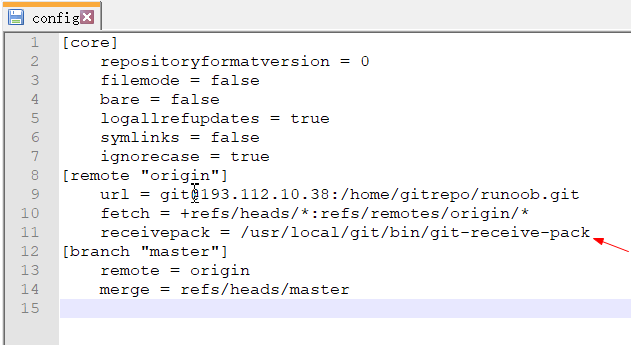 config
1 [core]
2 repositoryformatversion = 0
3 filemode = false
4 bare = false
5 logallrefupdates = true
6 symlinks = false
7 ignorecase = true
8 [remote "origin"]
9 url = git@193.112.10.38:/home/gitrepo/runoob.git
10 fetch = +refs/heads/*:refs/remotes/origin/*
11 receivepack = /usr/local/git/bin/git-receive-pack
12 [branch "master"]
13 remote = origin
14 merge = refs/heads/master
15